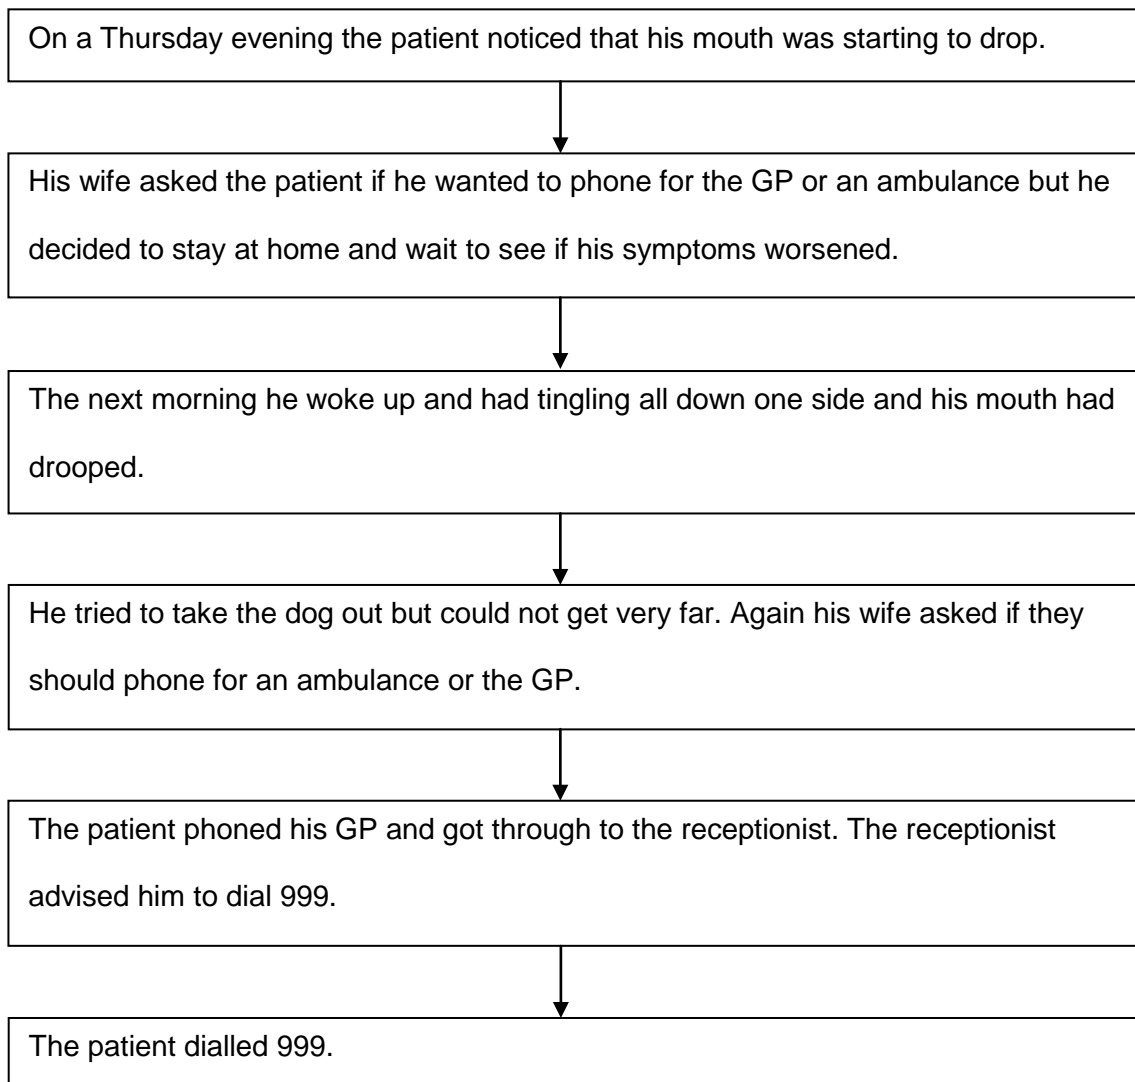 On a Thursday evening the patient noticed that his mouth was starting to drop.
His wife asked the patient if he wanted to phone for the GP or an ambulance but he
decided to stay at home and wait to see if his symptoms worsened.
The next morning he woke up and had tingling all down one side and his mouth had
drooped.
He tried to take the dog out but could not get very far. Again his wife asked if they
should phone for an ambulance or the GP.
The patient phoned his GP and got through to the receptionist. The receptionist
advised him to dial 999.
The patient dialled 999.